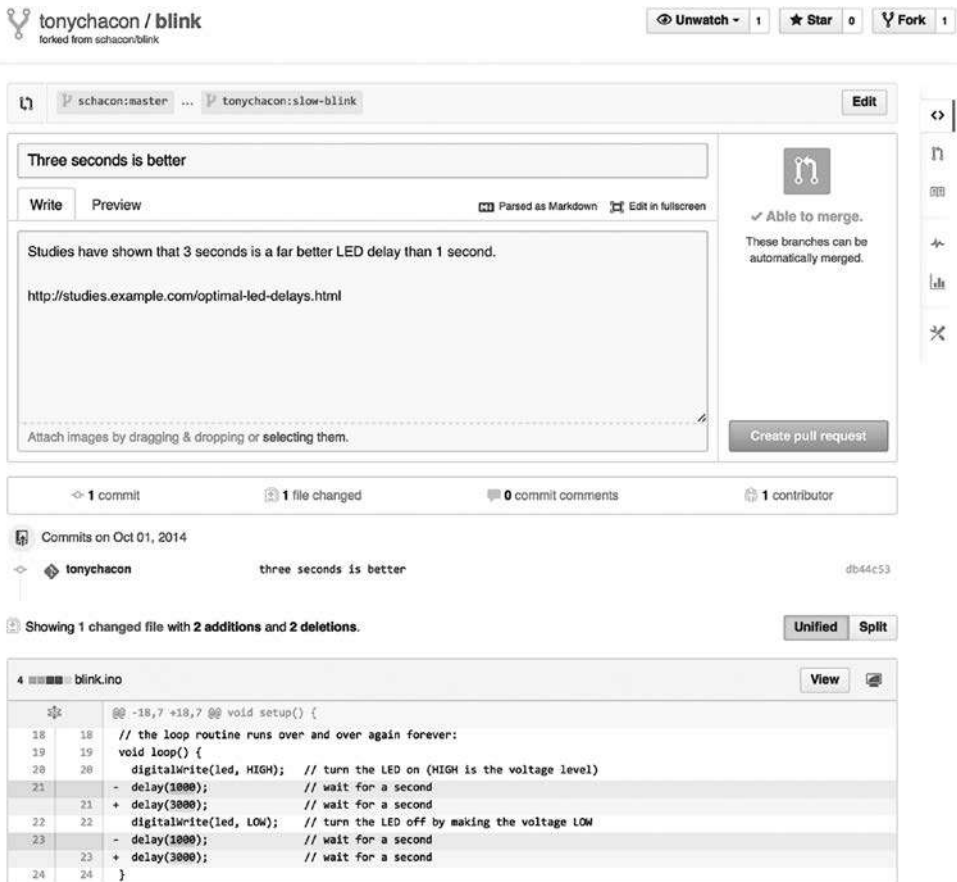 tonychacon / blink
forked from schacon/blink
Unwatch 1 Star 0 Fork 1
schacon:master ... tonychacon:slow-blink Edit
Three seconds is better
Write Preview Parsed as Markdown Edit in fullscreen
Studies have shown that 3 seconds is a far better LED delay than 1 second.
http://studies.example.com/optimal-led-delays.html
Attach images by dragging & dropping or selecting them.
✓ Able to merge.
These branches can be
automatically merged.
Create pull request
1 commit 1 file changed 0 commit comments 1 contributor
Commits on Oct 01, 2014
tonychacon three seconds is better db44c53
Showing 1 changed file with 2 additions and 2 deletions. Unified Split
4 blink.ino View
@@ -18,7 +18,7 @@ void setup() {
18 18 // the loop routine runs over and over again forever:
19 19 void loop() {
20 20 digitalWrite(led, HIGH); // turn the LED on (HIGH is the voltage level)
21 - delay(1000); // wait for a second
21 + delay(3000); // wait for a second
22 22 digitalWrite(led, LOW); // turn the LED off by making the voltage LOW
23 - delay(1000); // wait for a second
23 + delay(3000); // wait for a second
24 24 }